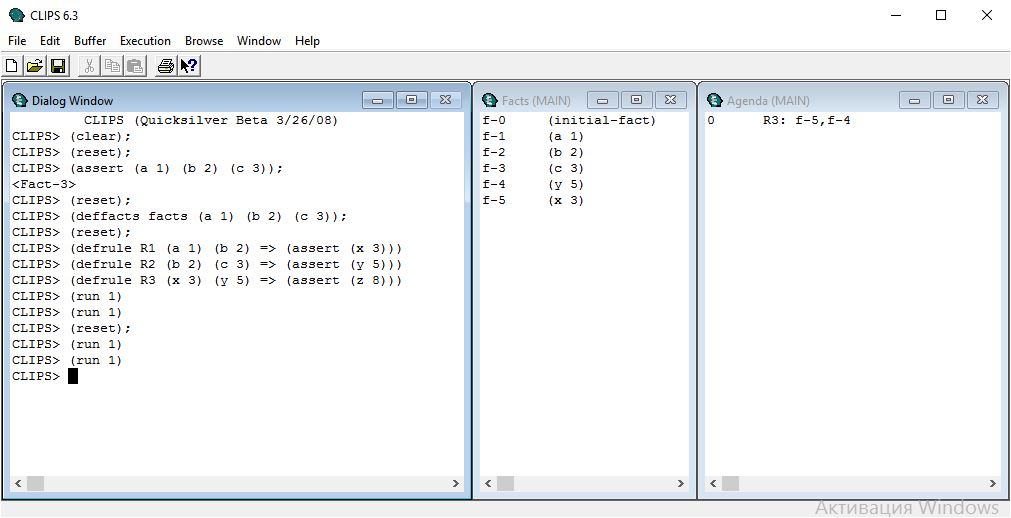 CLIPS 6.3
File Edit Buffer Execution Browse Window Help
Dialog Window
CLIPS (Quicksilver Beta 3/26/08)
CLIPS> (clear);
CLIPS> (reset);
CLIPS> (assert (a 1) (b 2) (c 3));
<Fact-3>
CLIPS> (reset);
CLIPS> (deffacts facts (a 1) (b 2) (c 3));
CLIPS> (reset);
CLIPS> (defrule R1 (a 1) (b 2) => (assert (x 3)))
CLIPS> (defrule R2 (b 2) (c 3) => (assert (y 5)))
CLIPS> (defrule R3 (x 3) (y 5) => (assert (z 8)))
CLIPS> (run 1)
CLIPS> (run 1)
CLIPS> (reset);
CLIPS> (run 1)
CLIPS> (run 1)
CLIPS>
Facts (MAIN)
f-0 (initial-fact)
f-1 (a 1)
f-2 (b 2)
f-3 (c 3)
f-4 (y 5)
f-5 (x 3)
Agenda (MAIN)
0 R3: f-5,f-4
Активация Windows